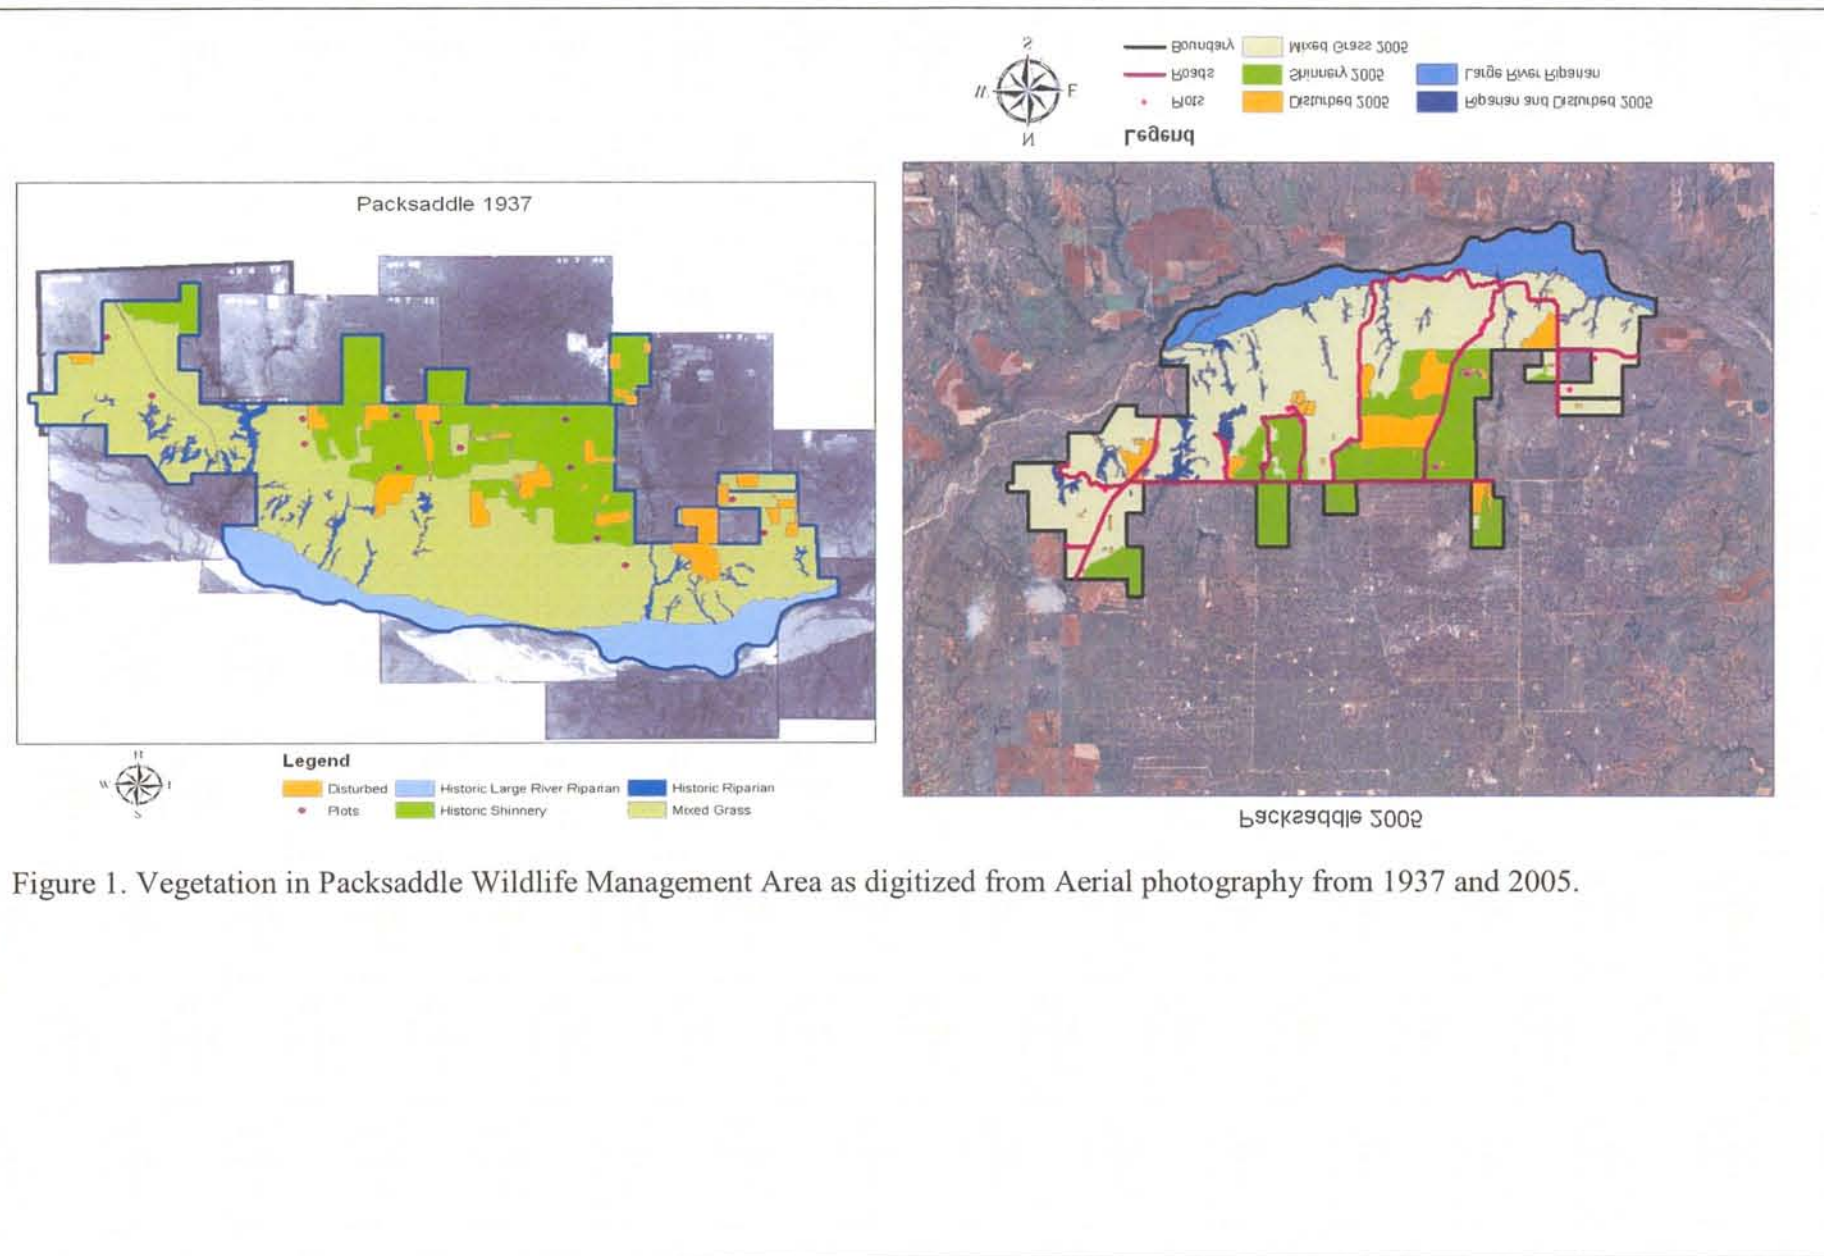 Packsaddle 1937
N
W
S
Legend
Disturbed Historic Large River Riparian Historic Riparian
Plots Historic Shinnery Mixed Grass
S
W E
N
Boundary Mixed Grass 2005
Roads Shinnery 2005 Large River Riparian
Plots Disturbed 2005 Riparian and Disturbed 2005
Legend
Packsaddle 2005
Figure 1. Vegetation in Packsaddle Wildlife Management Area as digitized from Aerial photography from 1937 and 2005.